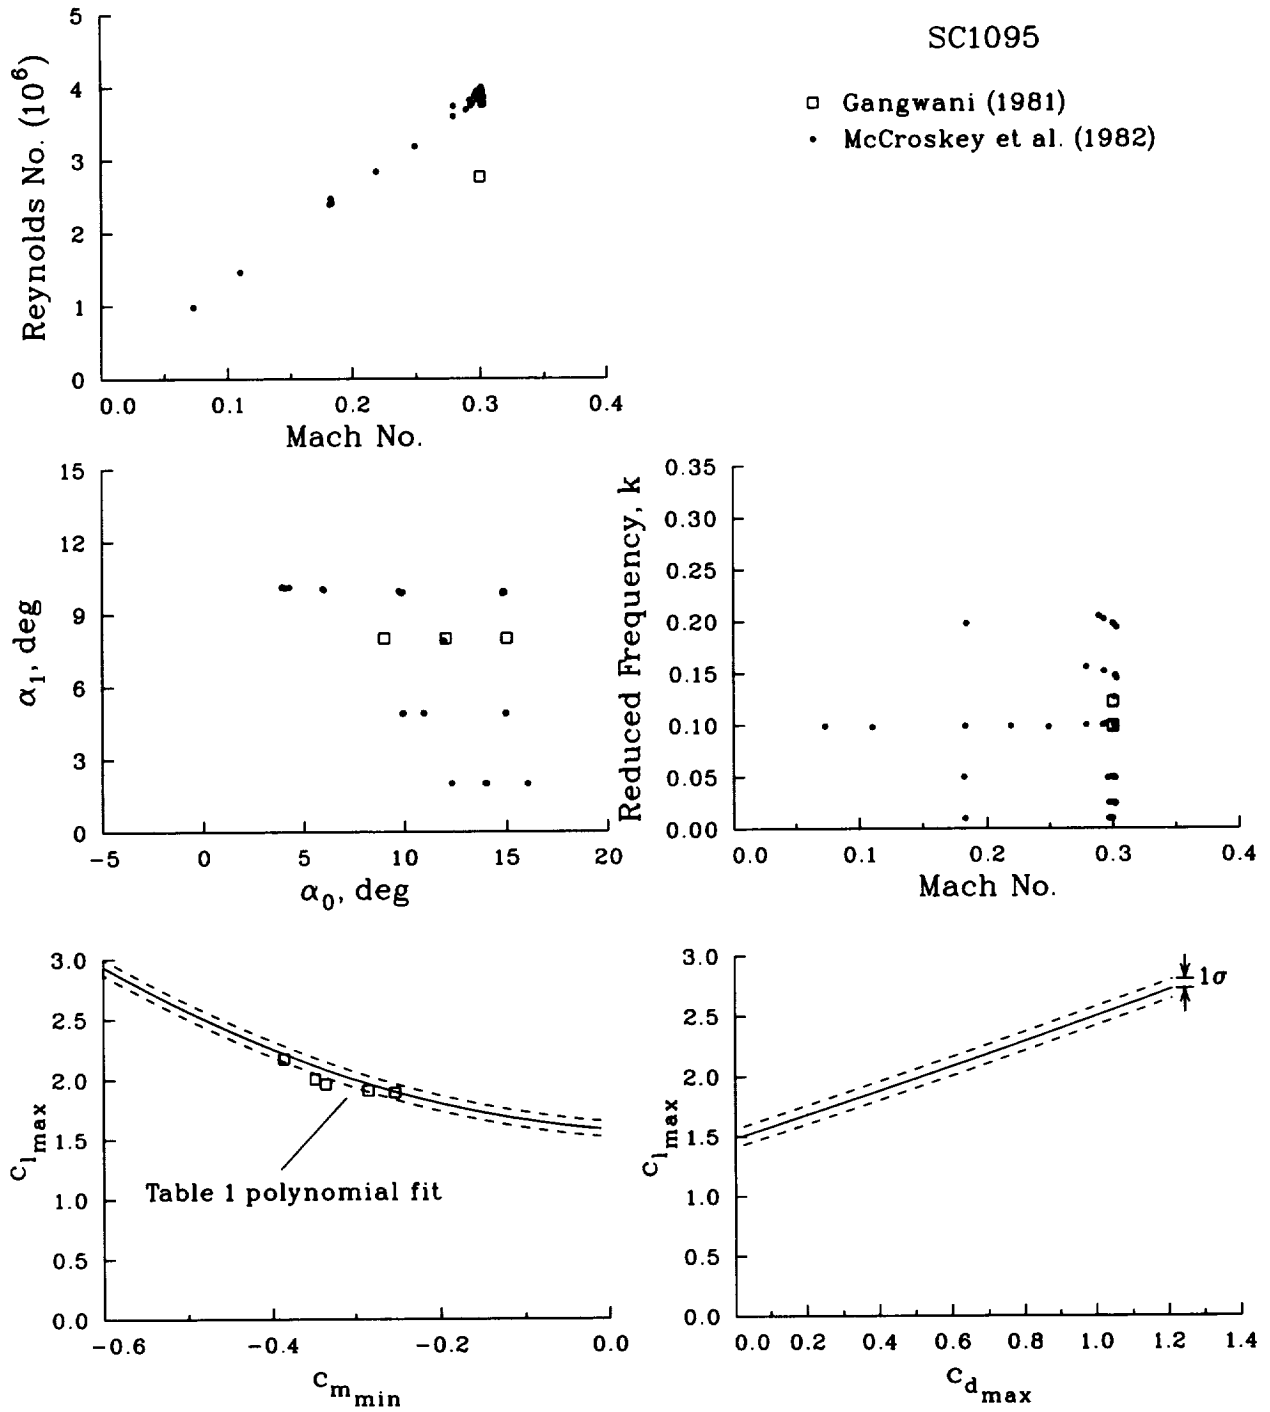 SC1095
Gangwani (1981)
McCroskey et al. (1982)
Reynolds No. (10⁶)
5
4
3
2
1
0
0.0 0.1 0.2 0.3 0.4
Mach No.
α₁, deg
15
12
9
6
3
0
-5 0 5 10 15 20
α₀, deg
Reduced Frequency, k
0.35
0.30
0.25
0.20
0.15
0.10
0.05
0.00
0.0 0.1 0.2 0.3 0.4
Mach No.
c_l_max
3.0
2.5
2.0
1.5
1.0
0.5
0.0
Table 1 polynomial fit
-0.6 -0.4 -0.2 0.0
c_m_min
c_l_max
3.0
2.5
2.0
1.5
1.0
0.5
0.0
1σ
0.0 0.2 0.4 0.6 0.8 1.0 1.2 1.4
c_d_max